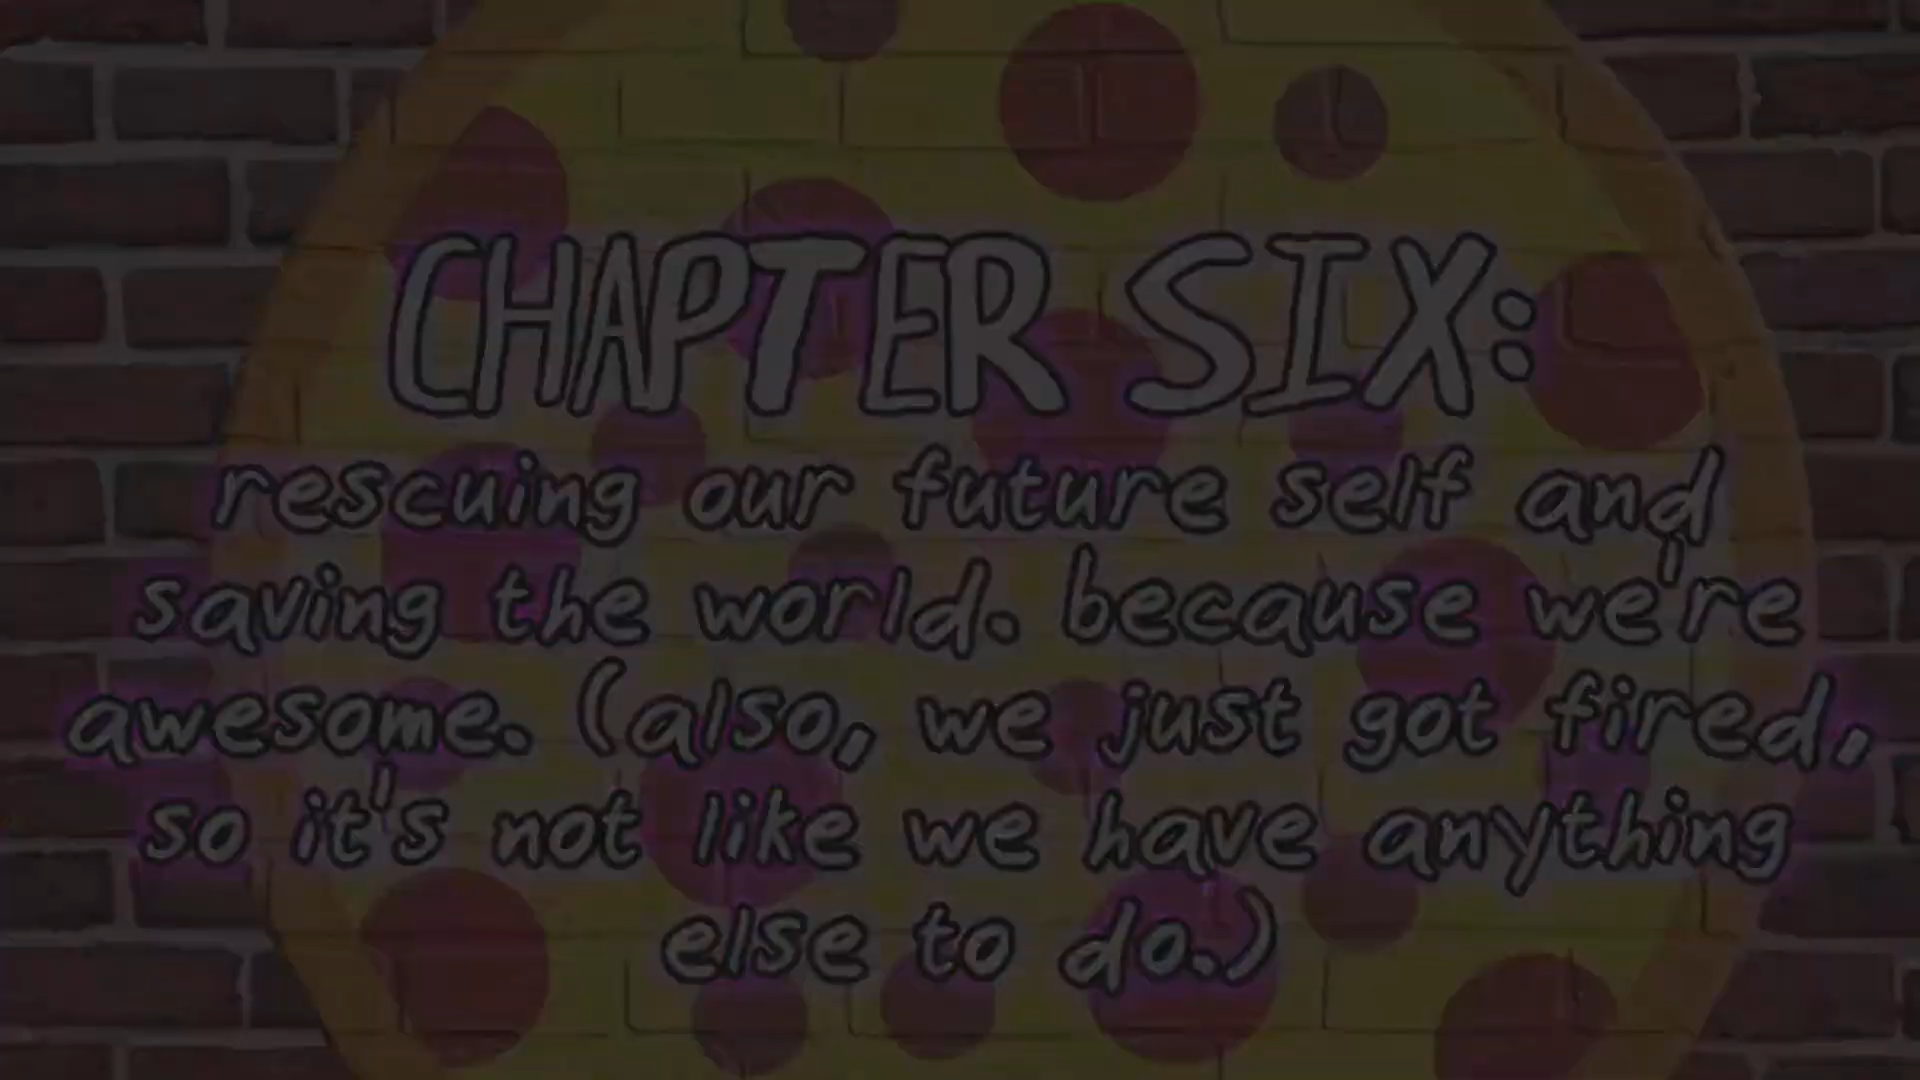 CHAPTER SIX:
rescuing our future self and
saving the world. because we're
awesome. (also, we just got fired,
so it's not like we have anything
else to do.)